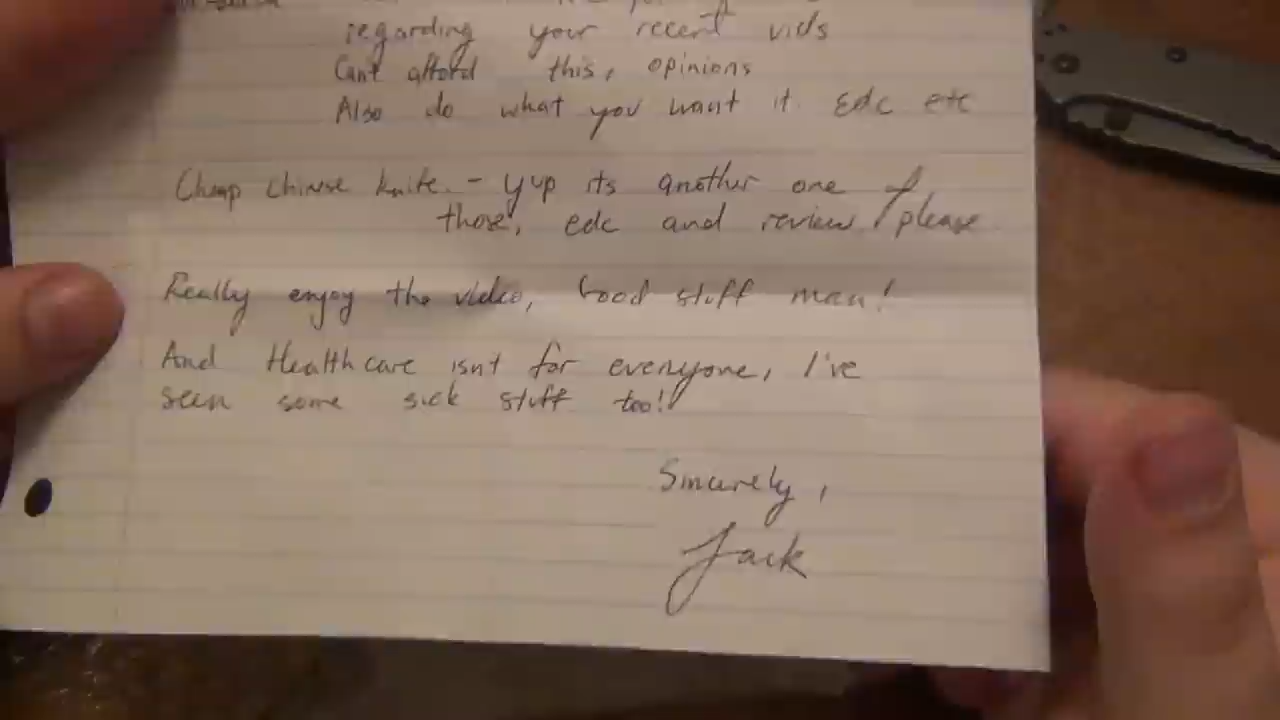 regarding your recent vids
Cant afford this, opinions
Also do what you want it edc etc
Cheap chinse knife - yup its another one of
those, edc and review please
Really enjoy the video, Good stuff man!
And Healthcare isnt for everyone, I've
seen some sick stuff too!
Sincerely,
Jack